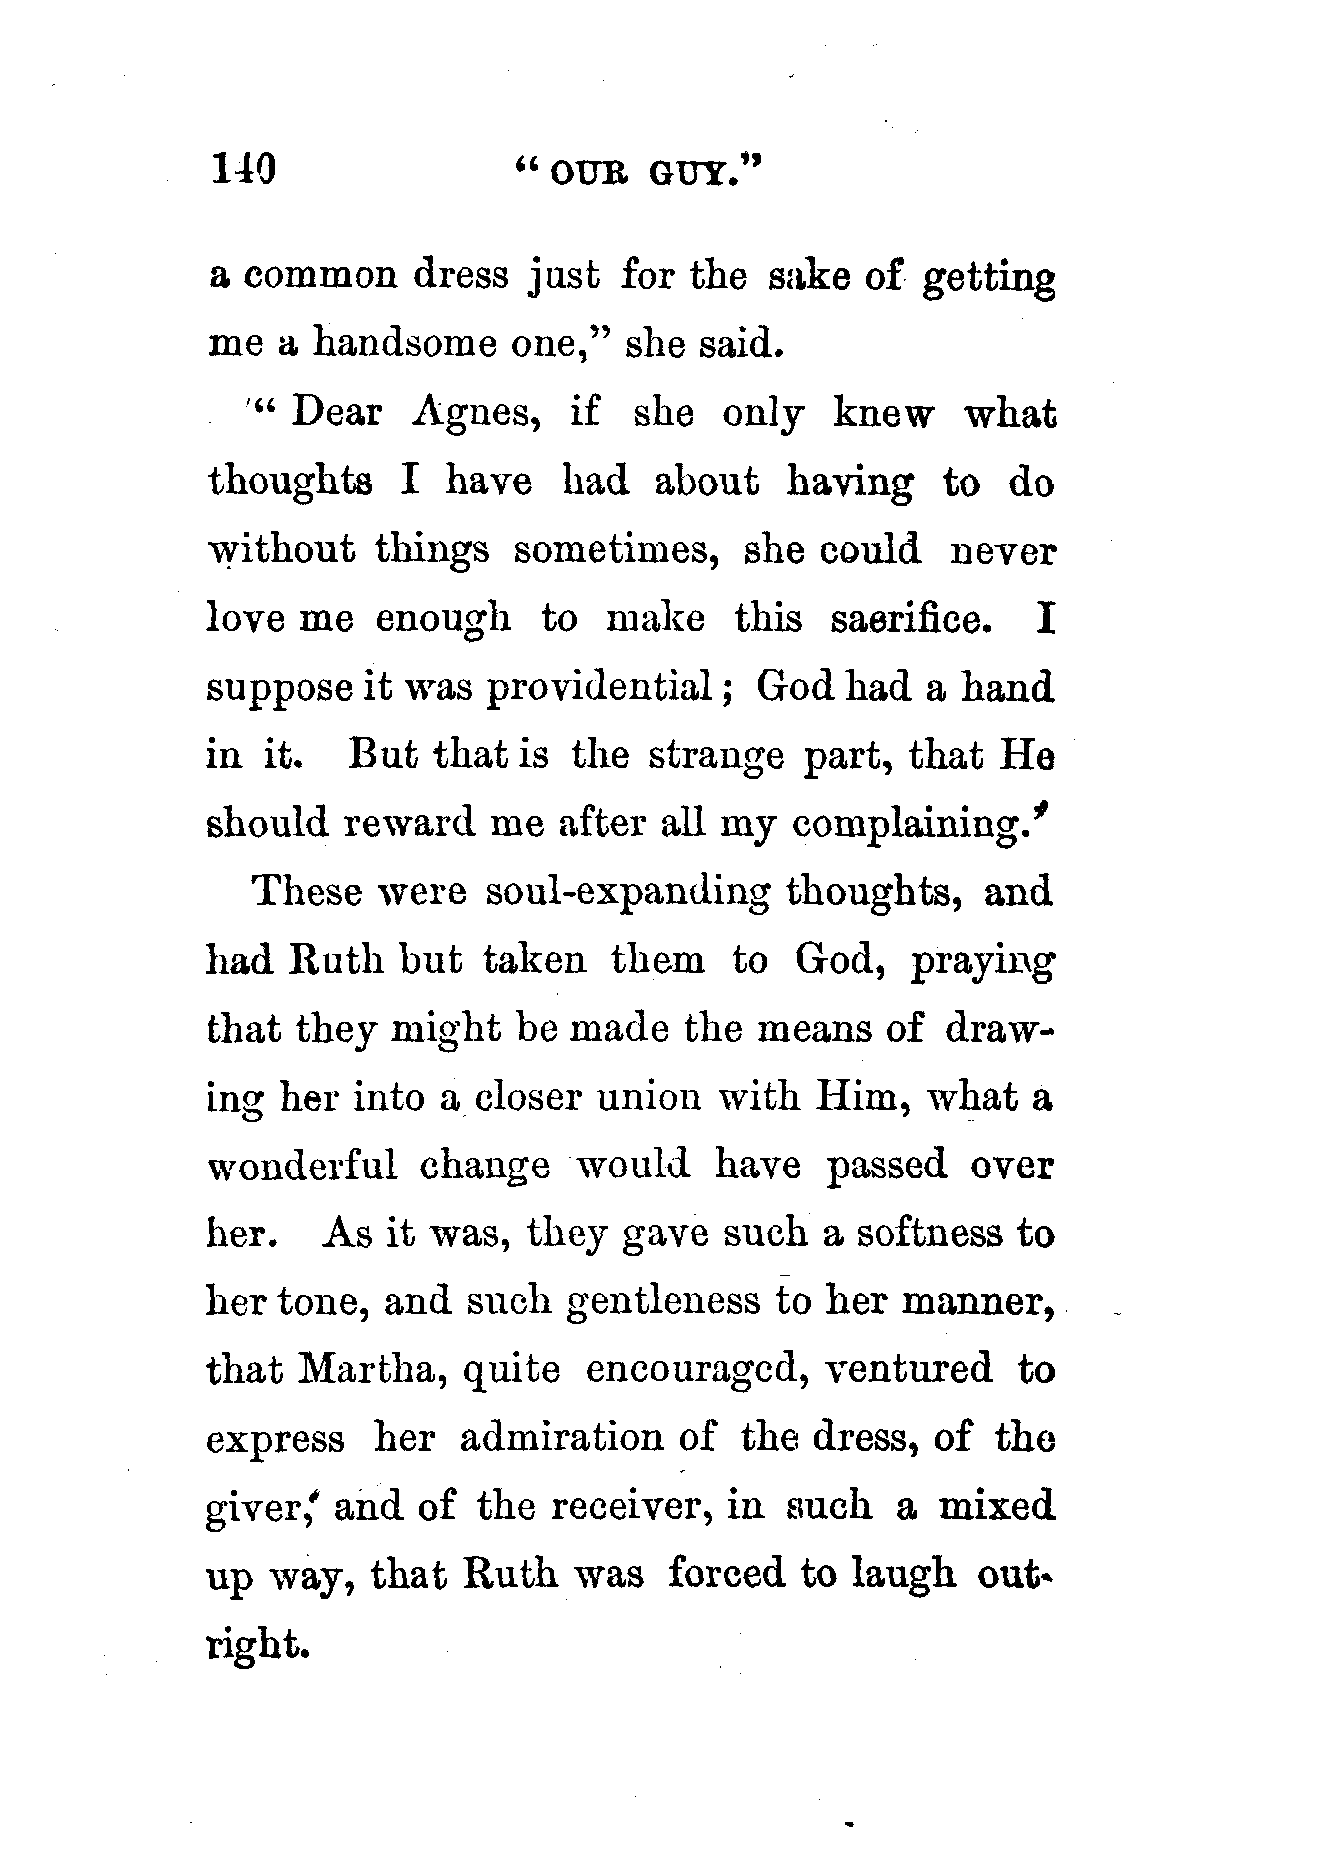 140 “ OUR GUY.”
a common dress just for the sake of getting
me a handsome one,” she said.
“ Dear Agnes, if she only knew what
thoughts I have had about having to do
without things sometimes, she could never
love me enough to make this sacrifice. I
suppose it was providential ; God had a hand
in it. But that is the strange part, that He
should reward me after all my complaining.’
These were soul-expanding thoughts, and
had Ruth but taken them to God, praying
that they might be made the means of draw-
ing her into a closer union with Him, what a
wonderful change would have passed over
her. As it was, they gave such a softness to
her tone, and such gentleness to her manner,
that Martha, quite encouraged, ventured to
express her admiration of the dress, of the
giver, and of the receiver, in such a mixed
up way, that Ruth was forced to laugh out-
right.